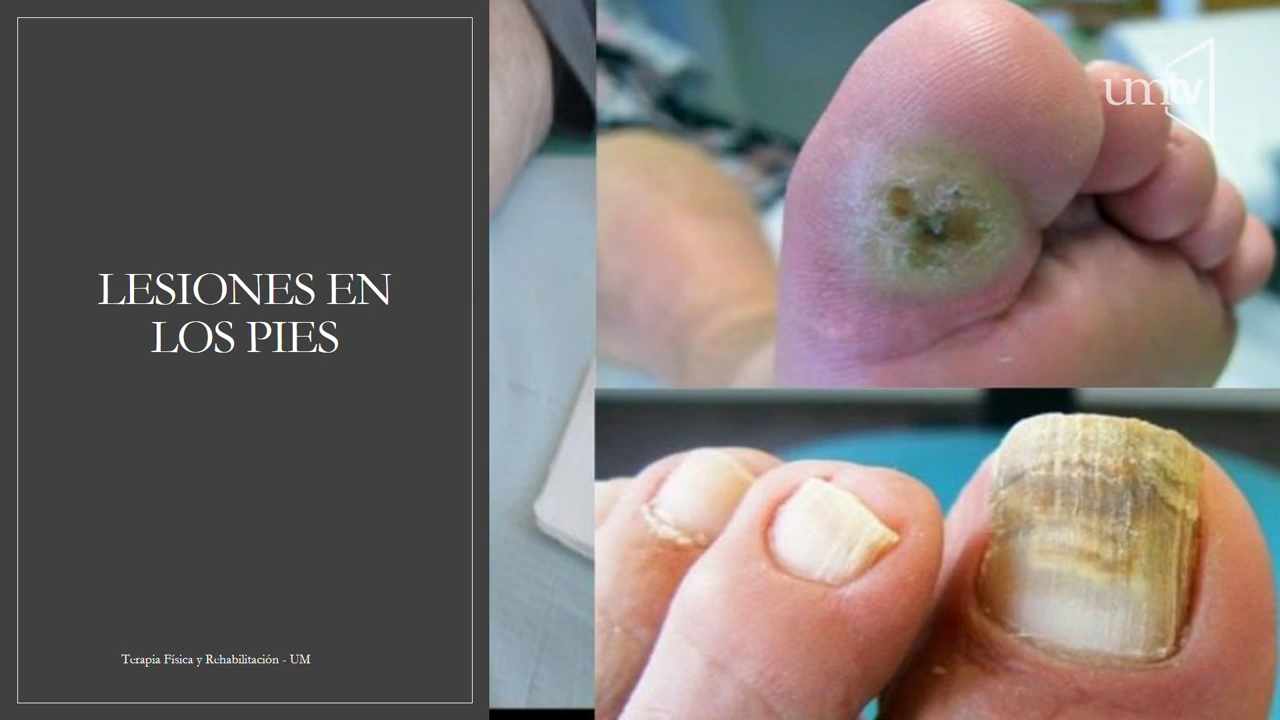 LESIONES EN
LOS PIES
Terapia Física y Rehabilitación - UM
umtv